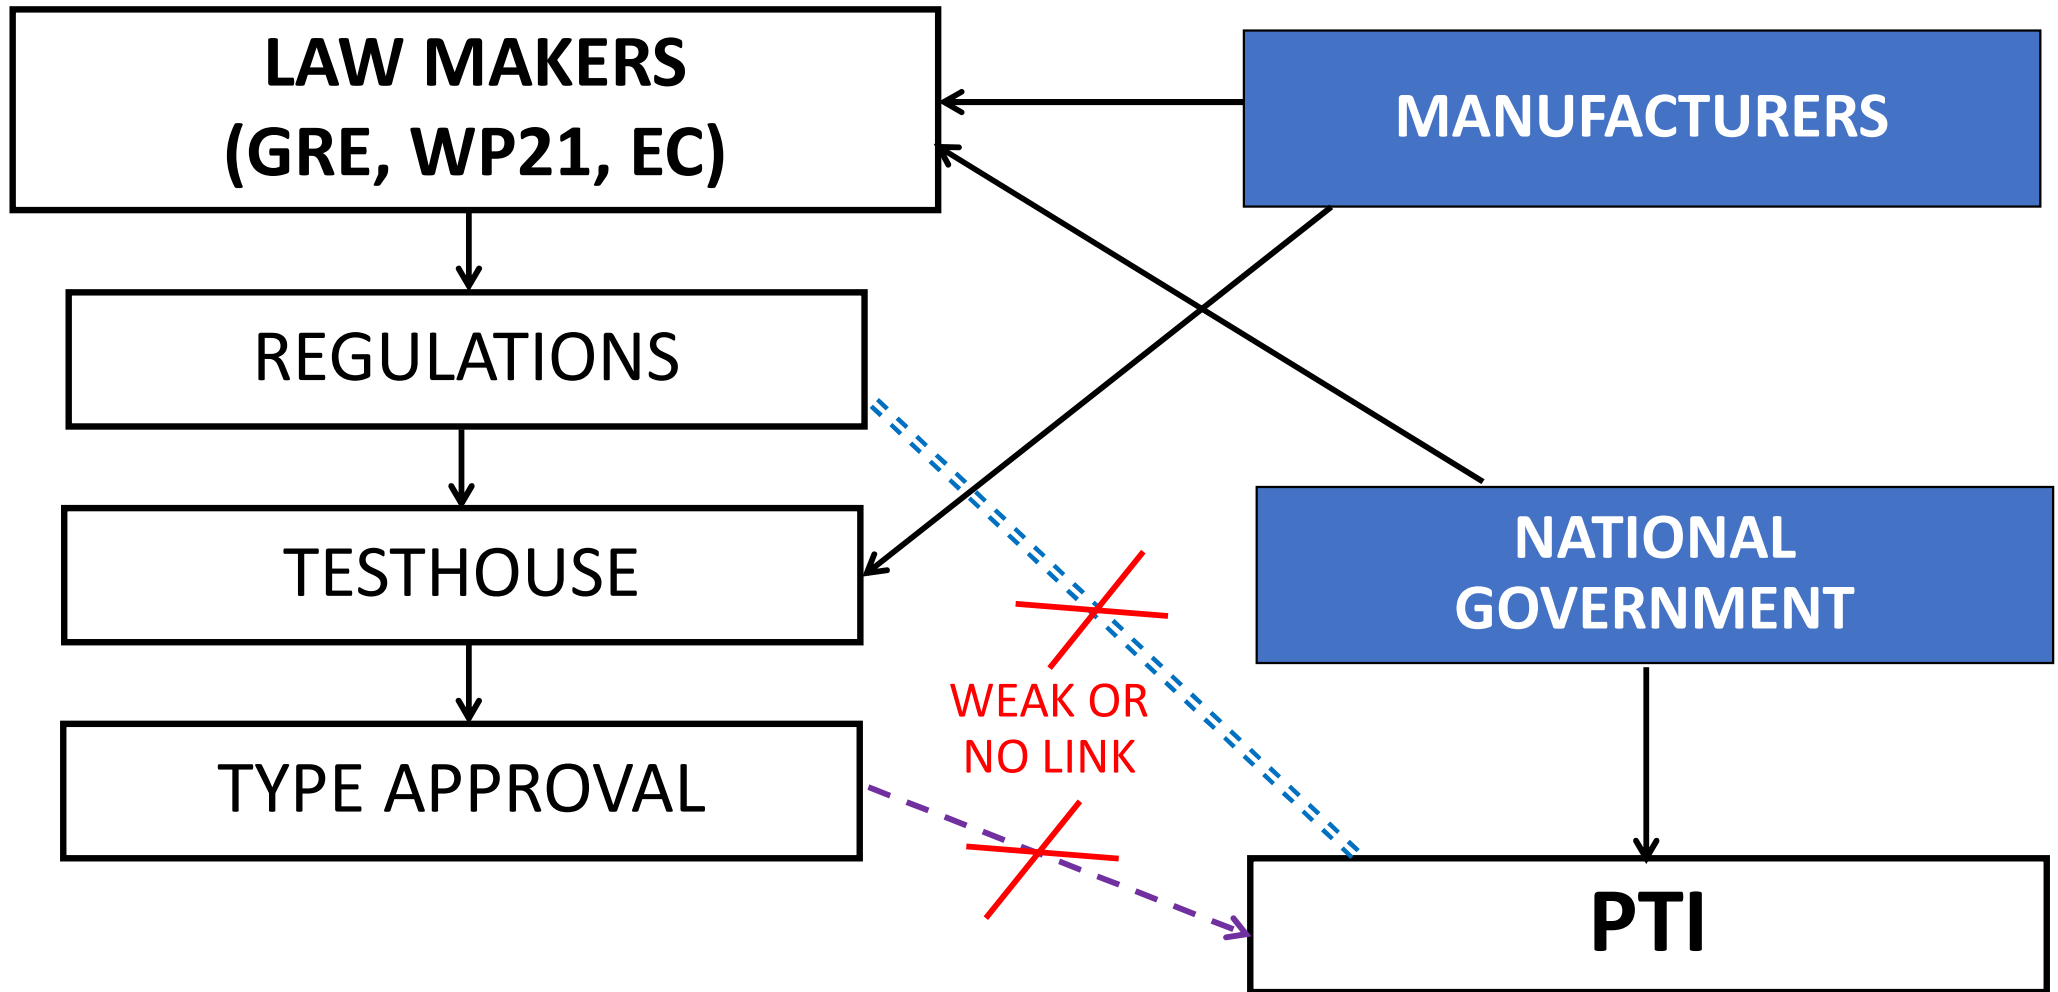 LAW MAKERS
(GRE, WP21, EC)
MANUFACTURERS
REGULATIONS
TESTHOUSE
NATIONAL
GOVERNMENT
WEAK OR
NO LINK
TYPE APPROVAL
PTI